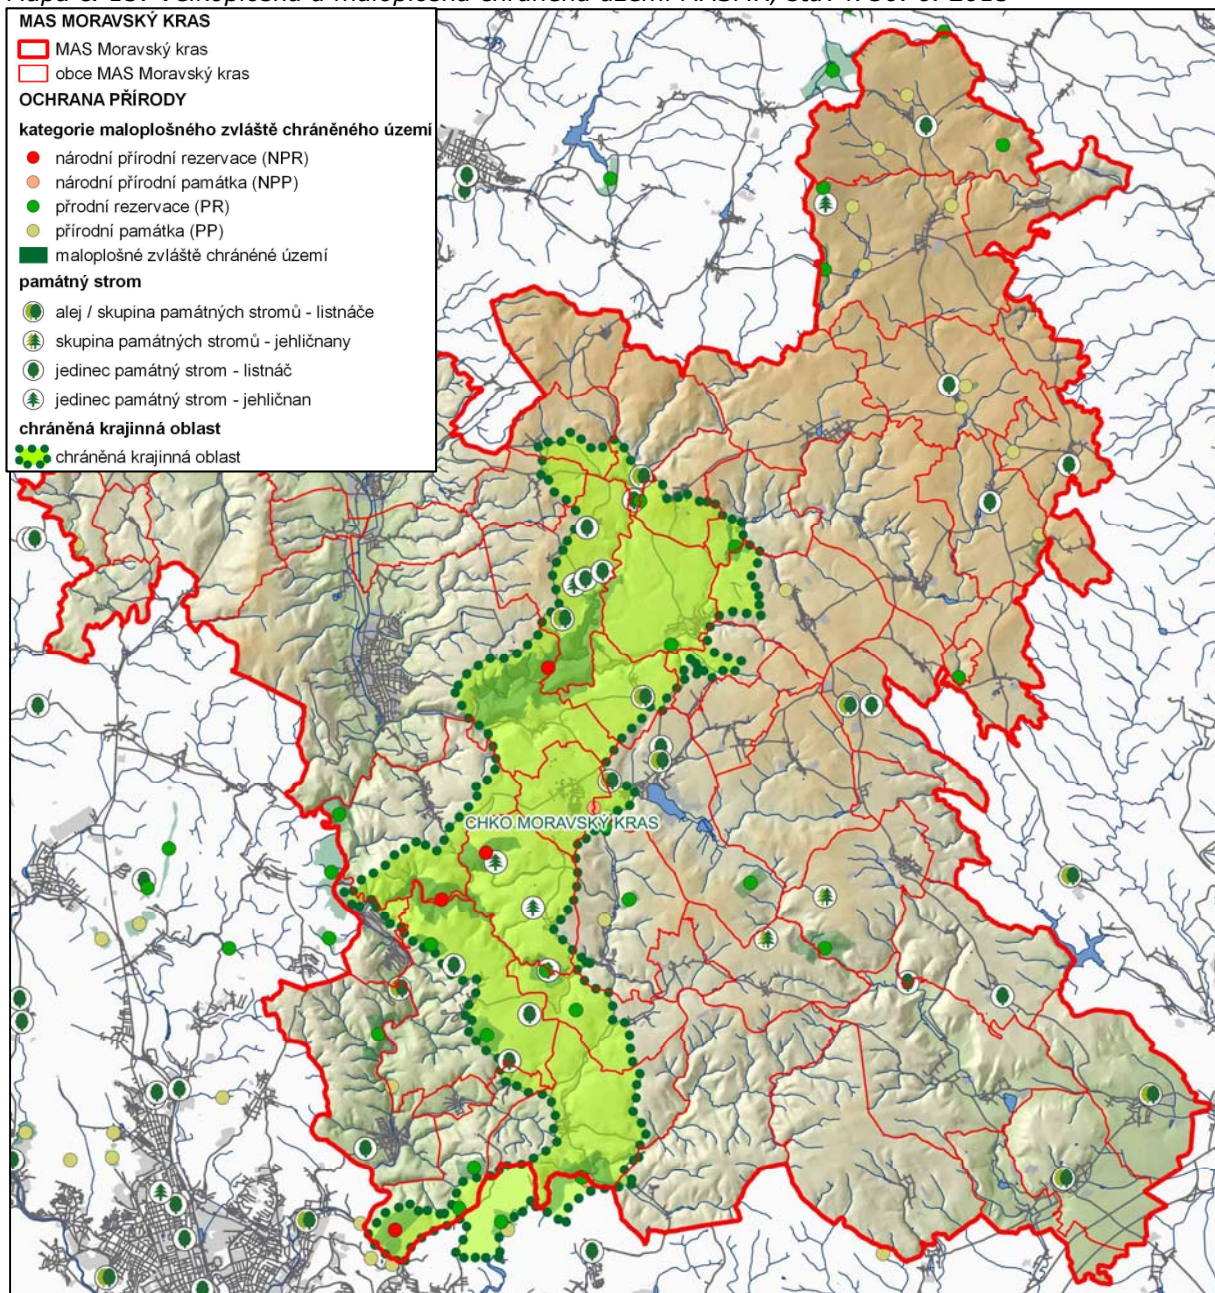 MAS MORAVSKÝ KRAS
MAS Moravský kras
obce MAS Moravský kras
OCHRANA PŘÍRODY
kategorie maloplošného zvláště chráněného území
národní přírodní rezervace (NPR)
národní přírodní památka (NPP)
přrodní rezervace (PR)
přírodní památka (PP)
maloplošné zvláště chráněné území
památný strom
alej / skupina památných stromů - listnáče
skupina památných stromů - jehličnany
jedinec památný strom - listnáč
jedinec památný strom - jehličnan
chráněná krajinná oblast
chráněná krajinná oblast
CHKO MORAVSKÝ KRAS